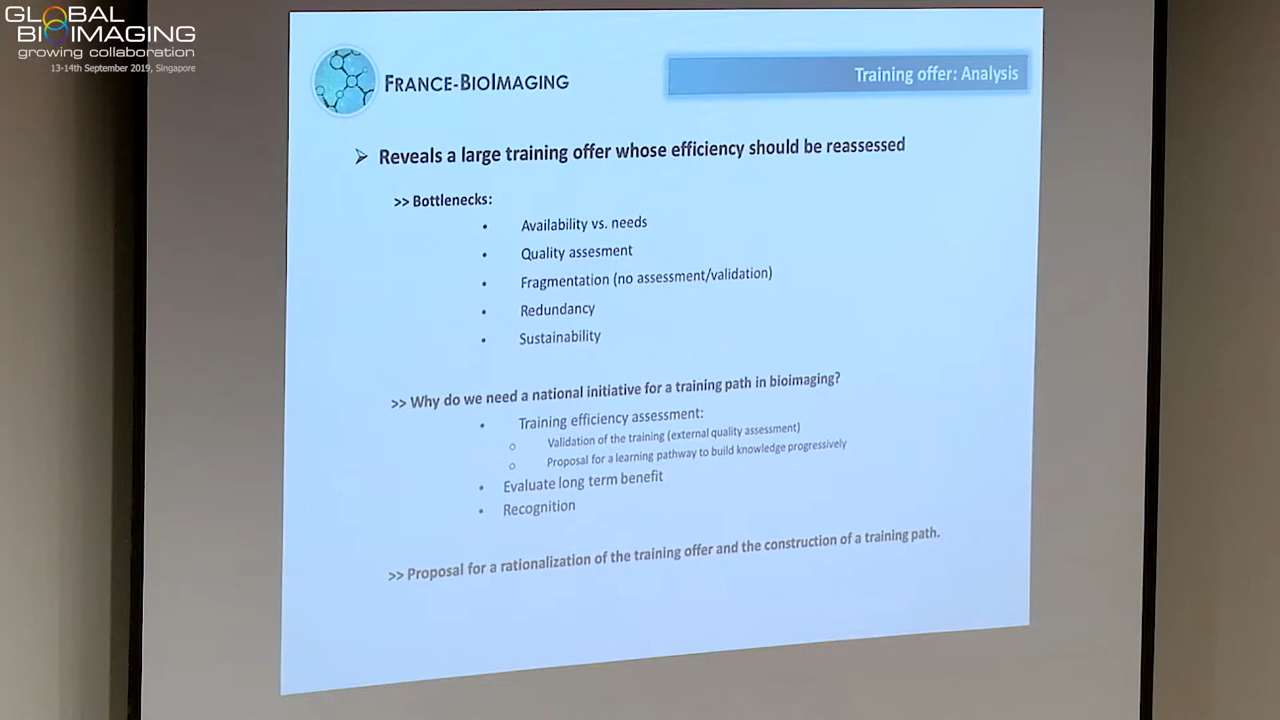 GLOBAL
BIOIMAGING
growing collaboration
13-14th September 2019, Singapore
FRANCE-BIOIMAGING
Training offer: Analysis
➢ Reveals a large training offer whose efficiency should be reassessed
>> Bottlenecks:
• Availability vs. needs
• Quality assesment
• Fragmentation (no assessment/validation)
• Redundancy
• Sustainability
>> Why do we need a national initiative for a training path in bioimaging?
• Training efficiency assessment:
o Validation of the training (external quality assessment)
o Proposal for a learning pathway to build knowledge progressively
• Evaluate long term benefit
• Recognition
>> Proposal for a rationalization of the training offer and the construction of a training path.